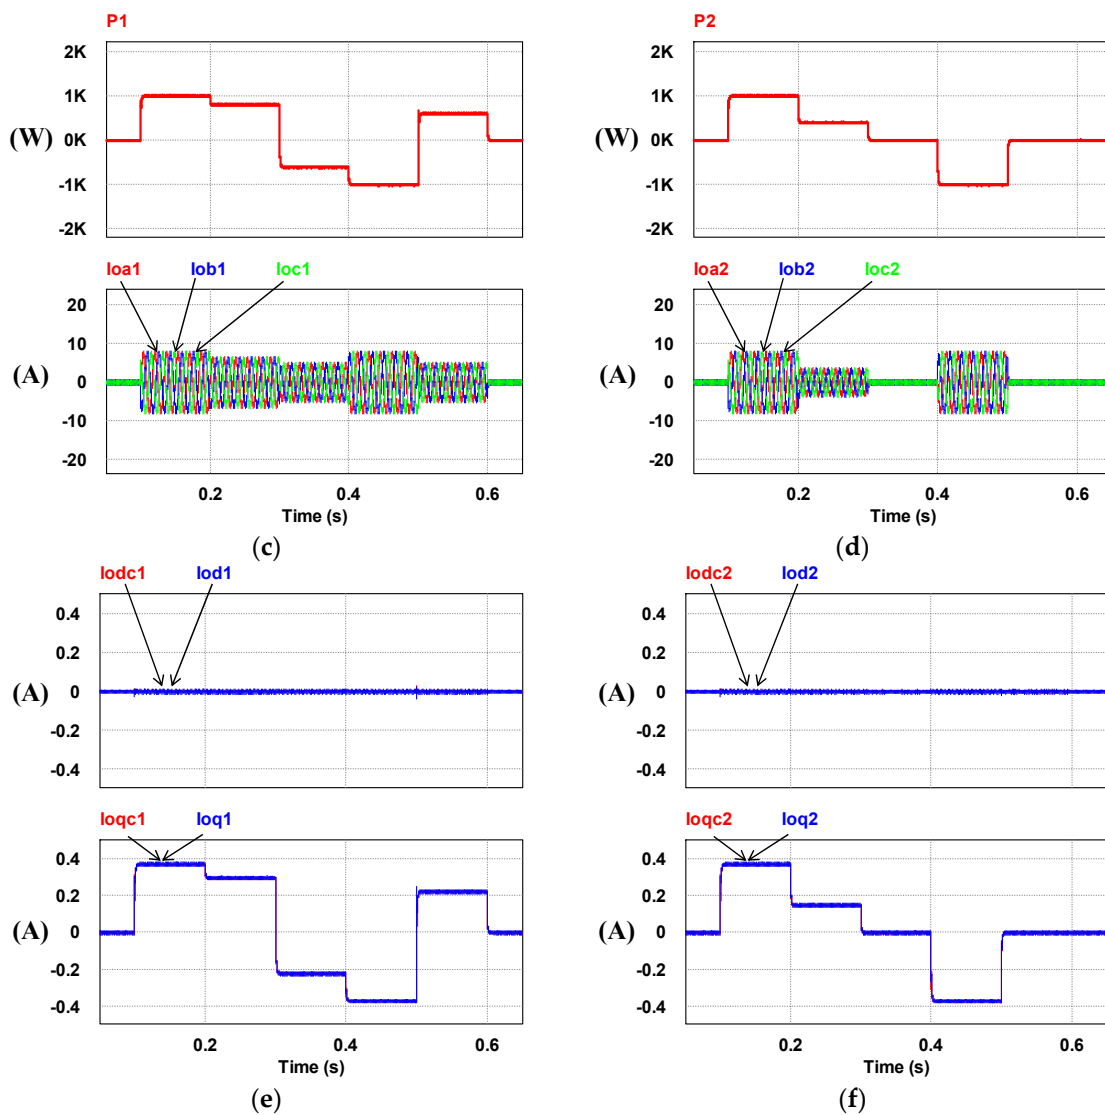 P1
2K
1K
(W)
0K
-1K
-2K
Ioa1 Iob1 Ioc1
20
10
(A)
0
-10
-20
0.2 0.4 0.6
Time (s)
(c)
P2
2K
1K
(W)
0K
-1K
-2K
Ioa2 Iob2 Ioc2
20
10
(A)
0
-10
-20
0.2 0.4 0.6
Time (s)
(d)
Iodc1 Iod1
0.4
0.2
(A)
0
-0.2
-0.4
Ioqc1 Ioq1
0.4
0.2
(A)
0
-0.2
-0.4
0.2 0.4 0.6
Time (s)
(e)
Iodc2 Iod2
0.4
0.2
(A)
0
-0.2
-0.4
Ioqc2 Ioq2
0.4
0.2
(A)
0
-0.2
-0.4
0.2 0.4 0.6
Time (s)
(f)